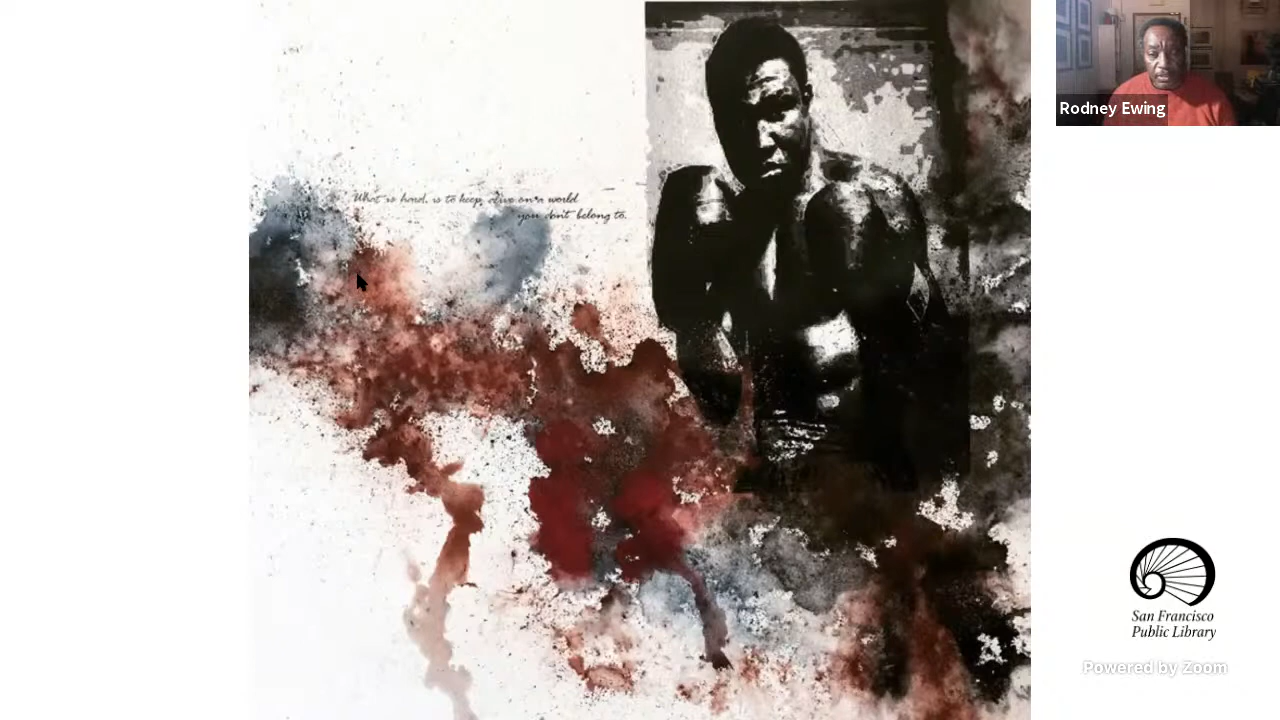 Rodney Ewing
What is hard, is to keep alive on a world
you don't belong to.
San Francisco
Public Library
Powered by Zoom